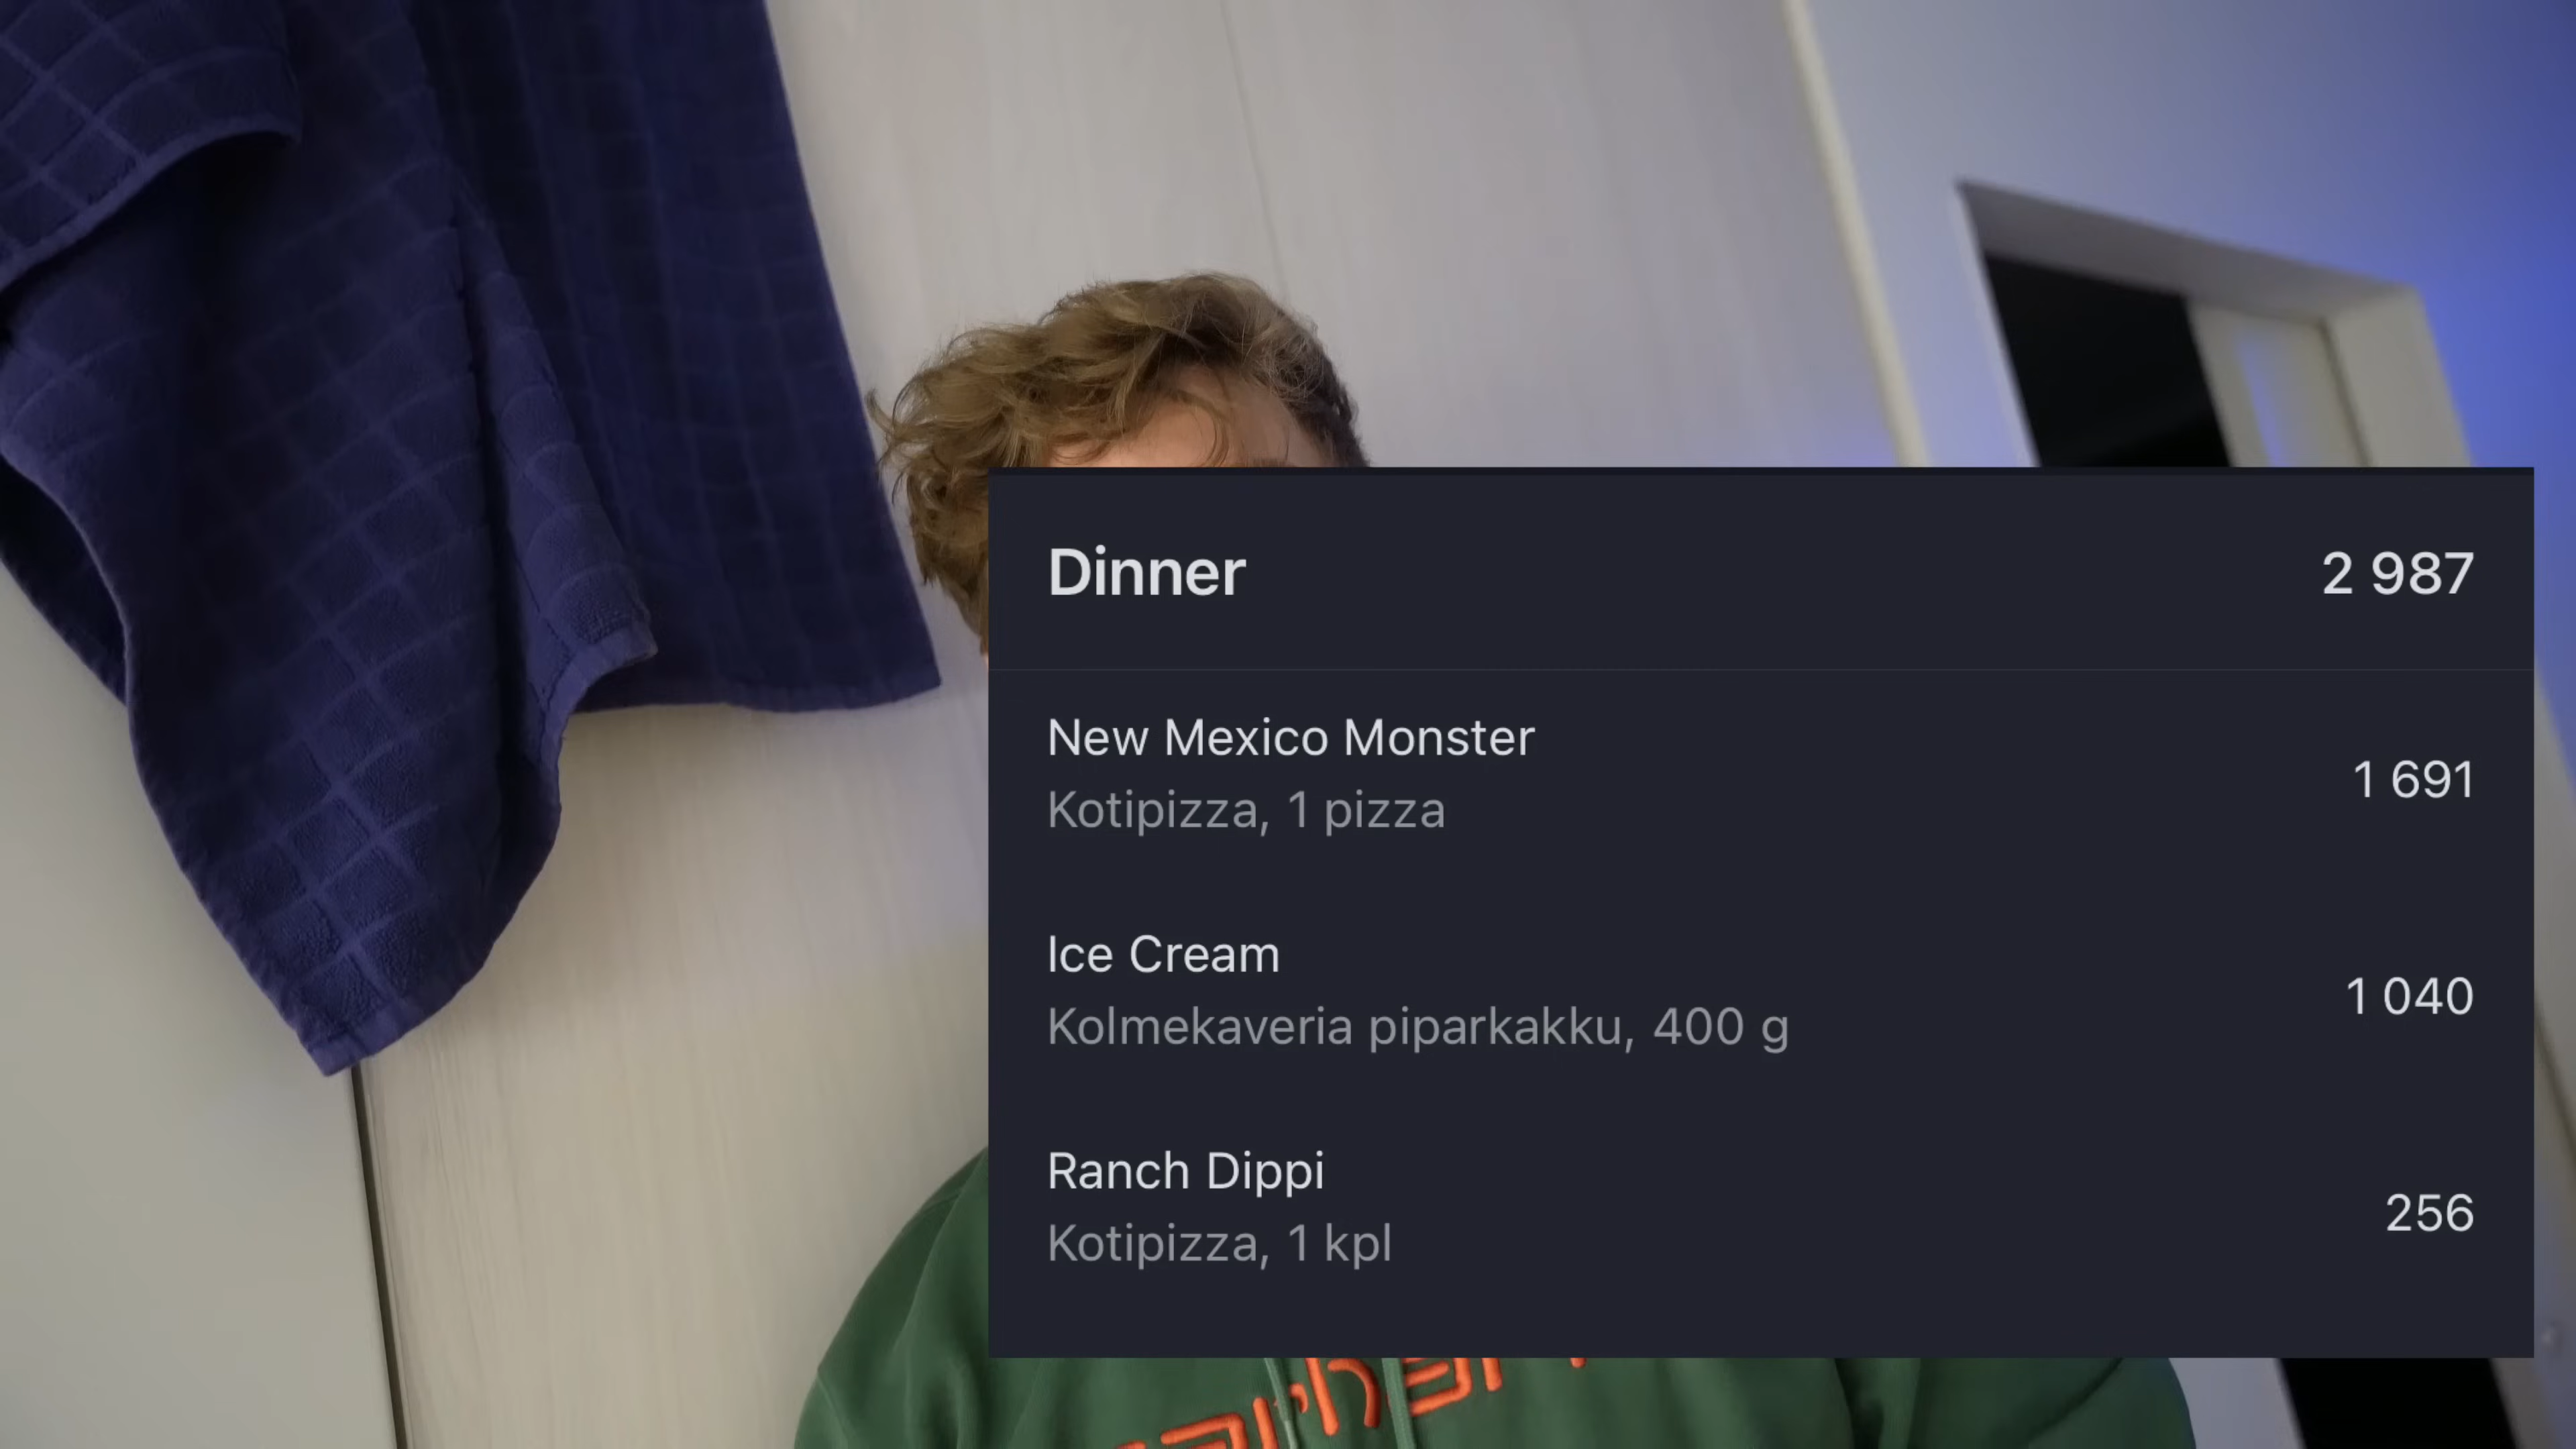 Dinner 2 987
New Mexico Monster
Kotipizza, 1 pizza
1 691
Ice Cream
Kolmekaveria piparkakku, 400 g
1 040
Ranch Dippi
Kotipizza, 1 kpl
256